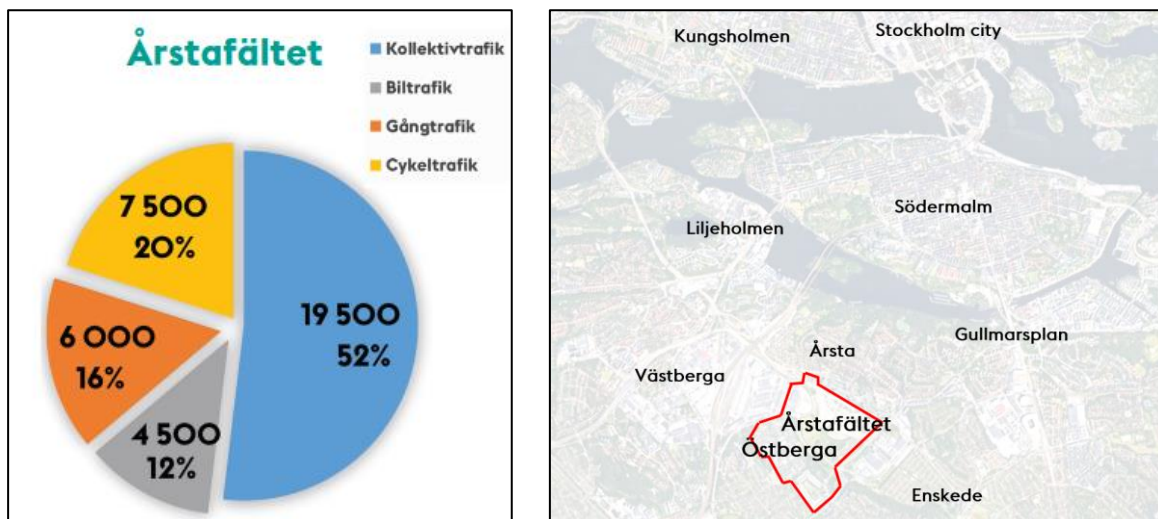 Årstafältet
Kollektivtrafik
Biltrafik
Gångtrafik
Cykeltrafik
7 500
20%
19 500
52%
6 000
16%
4 500
12%
Kungsholmen
Stockholm city
Södermalm
Liljeholmen
Gullmarsplan
Årsta
Västberga
Årstafältet
Östberga
Enskede